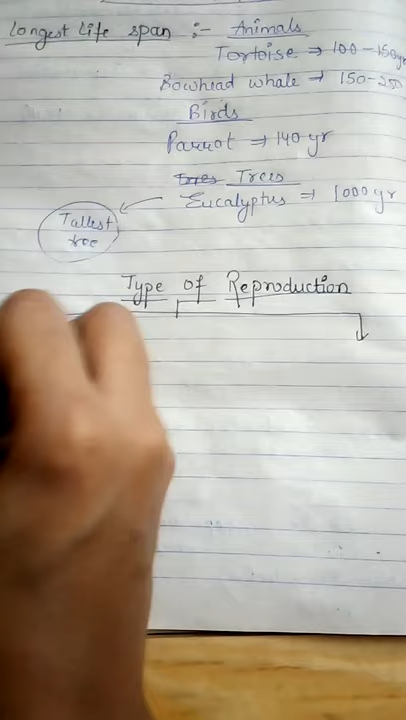 Longest life span :- Animals
Tortoise ⇒ 100-150yr
Bowhead whale → 150-250
Birds
Parrot ⇒ 140 yr
Trees
Eucalyptus ⇒ 1000 yr
Tallest
tree
Type of Reproduction